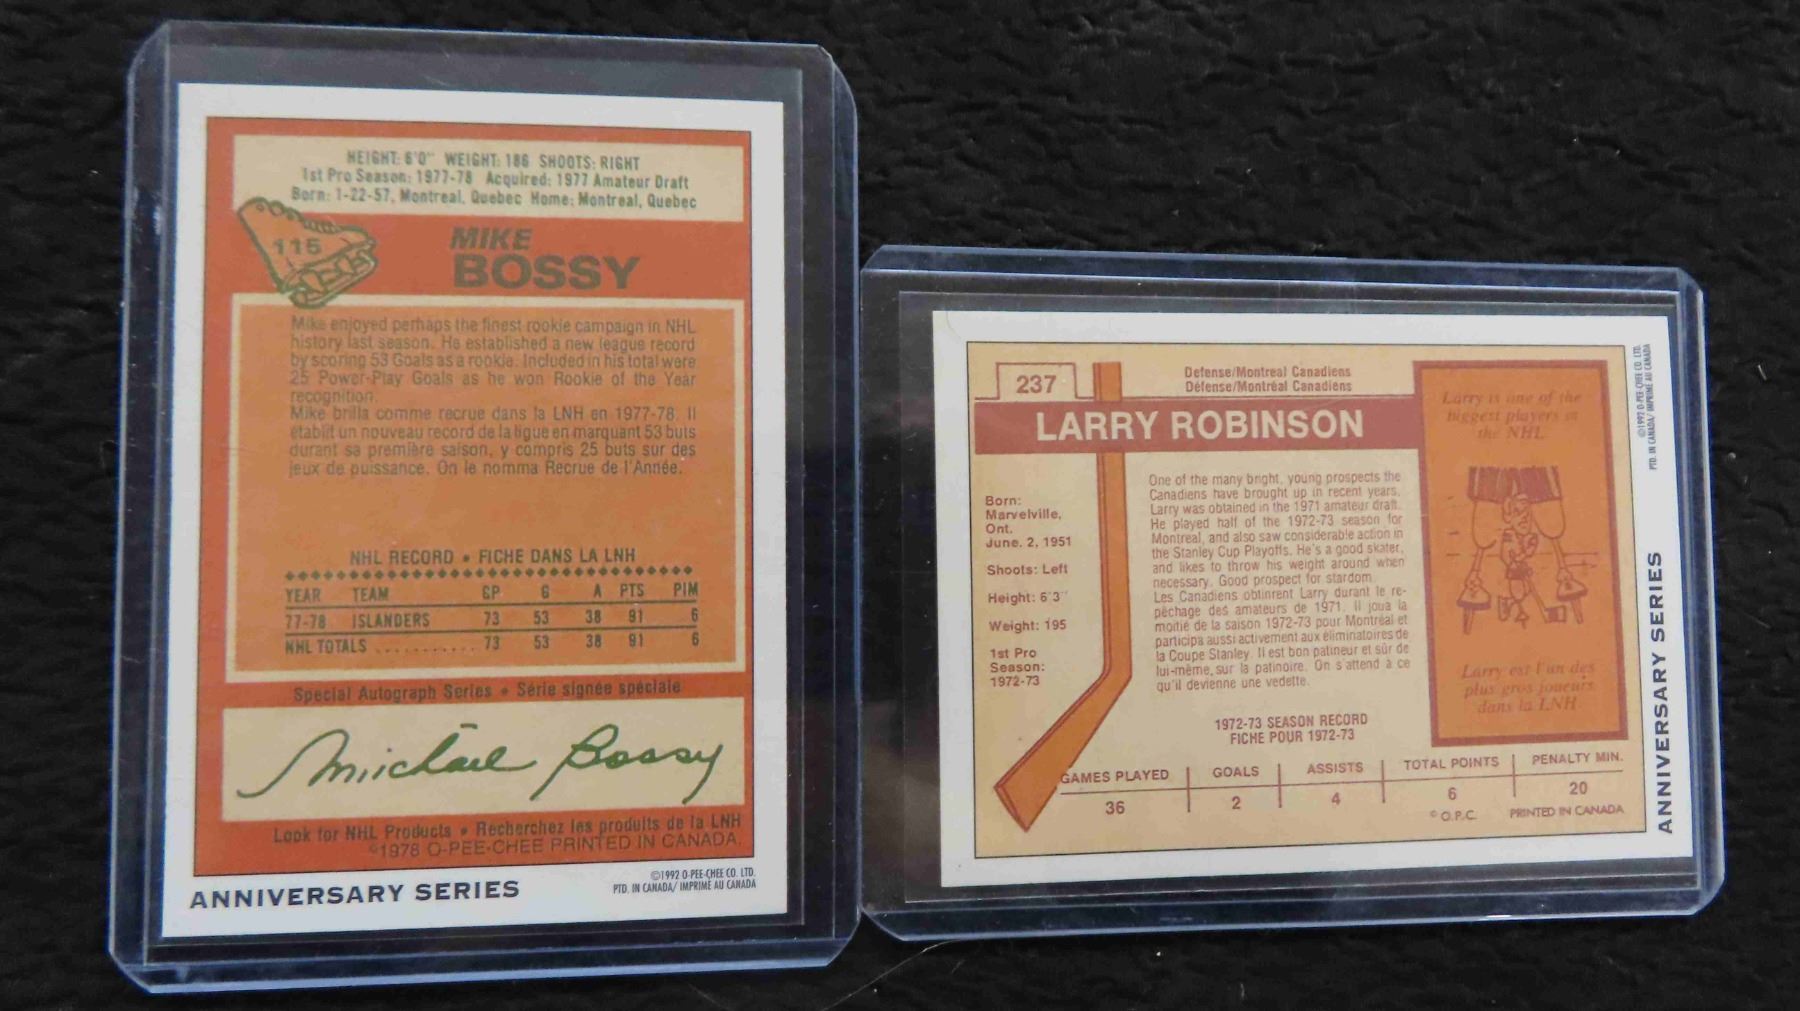 HEIGHT: 6'0" WEIGHT: 186 SHOOTS: RIGHT
1st Pro Season: 1977-78 Acquired: 1977 Amateur Draft
Born: 1-22-57, Montreal, Quebec Home: Montreal, Quebec
115
MIKE
BOSSY
Mike enjoyed perhaps the finest rookie campaign in NHL
history last season. He established a new league record
by scoring 53 Goals as a rookie. Included in his total were
25 Power-Play Goals as he won Rookie of the Year
recognition.
Mike brilla comme recrue dans la LNH en 1977-78. Il
établit un nouveau record de la ligue en marquant 53 buts
durant sa première saison, y compris 25 buts sur des
jeux de puissance. On le nomma Recrue de l'Année.
NHL RECORD • FICHE DANS LA LNH
YEAR TEAM GP G A PTS PIM
77-78 ISLANDERS 73 53 38 91 6
NHL TOTALS ........... 73 53 38 91 6
Special Autograph Series • Série signée spéciale
Michael Bossy
Look for NHL Products • Recherchez les produits de la LNH
©1978 O-PEE-CHEE PRINTED IN CANADA.
ANNIVERSARY SERIES
©1992 O-PEE-CHEE CO. LTD.
PTD. IN CANADA/ IMPRIMÉ AU CANADA
237
Defense/Montreal Canadiens
Défense/Montréal Canadiens
LARRY ROBINSON
Born:
Marvelville,
Ont.
June. 2, 1951
Shoots: Left
Height: 6'3"
Weight: 195
1st Pro
Season:
1972-73
One of the many bright, young prospects the
Canadiens have brought up in recent years,
Larry was obtained in the 1971 amateur draft.
He played half of the 1972-73 season for
Montreal, and also saw considerable action in
the Stanley Cup Playoffs. He's a good skater,
and likes to throw his weight around when
necessary. Good prospect for stardom.
Les Canadiens obtinrent Larry durant le re-
pêchage des amateurs de 1971. Il joua la
moitié de la saison 1972-73 pour Montréal et
participa aussi activement aux éliminatoires de
la Coupe Stanley. Il est bon patineur et sûr de
lui-même, sur la patinoire. On s'attend à ce
qu'il devienne une vedette.
1972-73 SEASON RECORD
FICHE POUR 1972-73
GAMES PLAYED GOALS ASSISTS TOTAL POINTS PENALTY MIN.
36 2 4 6 20
© O.P.C. PRINTED IN CANADA
Larry is one of the
biggest players in
the NHL.
Larry est l'un des
plus gros joueurs
dans la LNH.
©1992 O-PEE-CHEE CO. LTD.
PTD. IN CANADA/ IMPRIMÉ AU CANADA
ANNIVERSARY SERIES